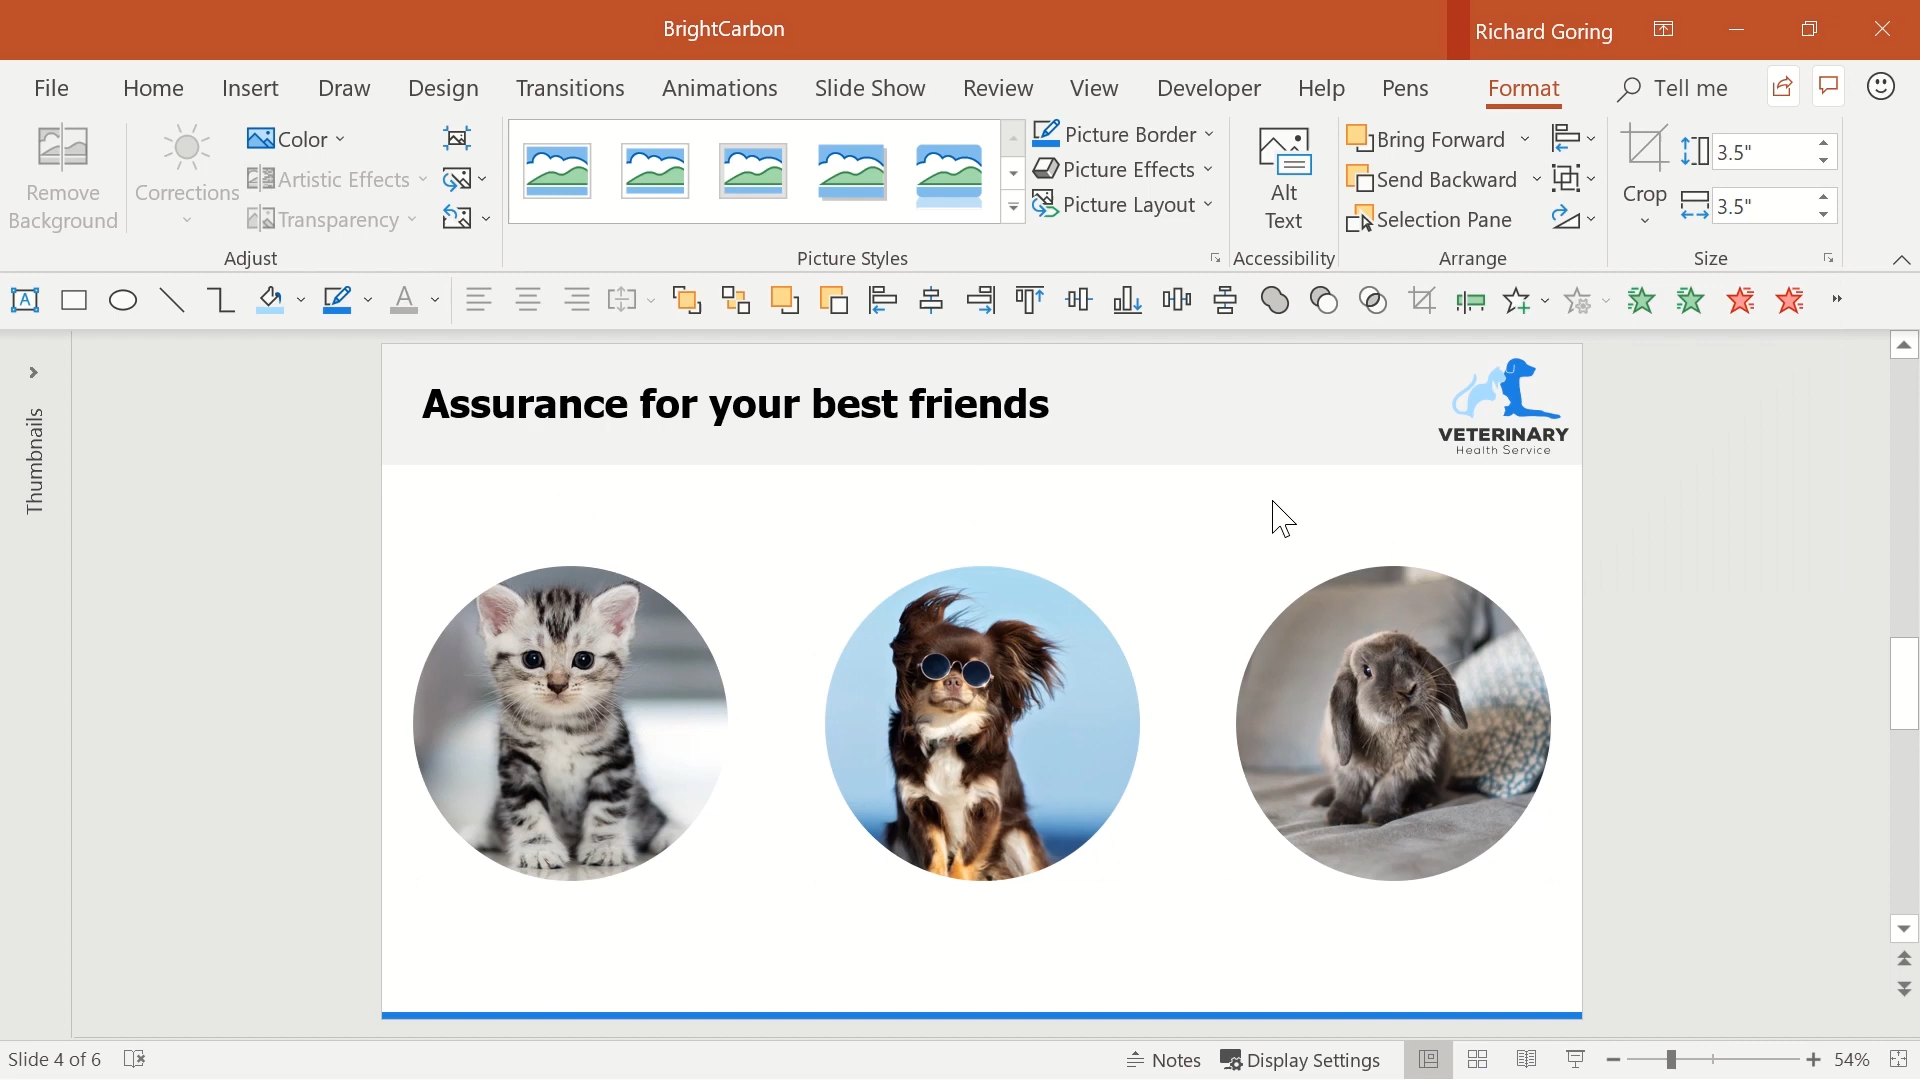 BrightCarbon
Richard Goring
File Home Insert Draw Design Transitions Animations Slide Show Review View Developer Help Pens Format Tell me
Remove
Background
Corrections
Color
Artistic Effects
Transparency
Adjust
Picture Border
Picture Effects
Picture Layout
Picture Styles
Alt
Text
Accessibility
Bring Forward
Send Backward
Selection Pane
Arrange
Crop
3.5"
3.5"
Size
A
A
Thumbnails
Assurance for your best friends
VETERINARY
Health Service
Slide 4 of 6
Notes
Display Settings
54%